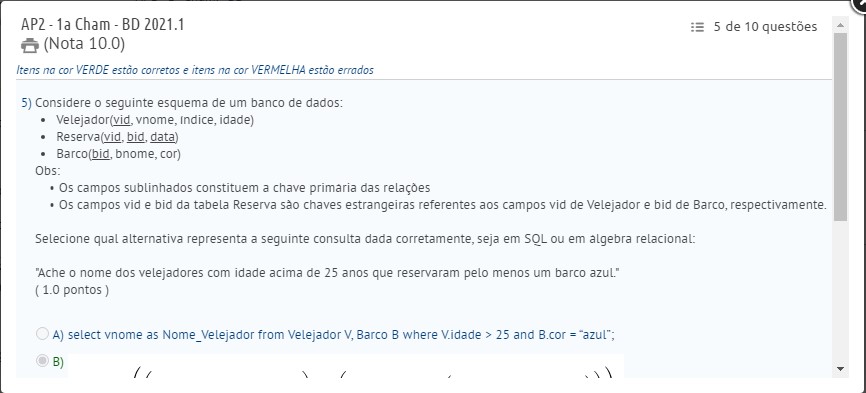 AP2 - 1a Cham - BD 2021.1
(Nota 10.0)
5 de 10 questões
Itens na cor VERDE estão corretos e itens na cor VERMELHA estão errados
5) Considere o seguinte esquema de um banco de dados:
• Velejador(vid, vnome, índice, idade)
• Reserva(vid, bid, data)
• Barco(bid, bnome, cor)
Obs:
• Os campos sublinhados constituem a chave primária das relações
• Os campos vid e bid da tabela Reserva são chaves estrangeiras referentes aos campos vid de Velejador e bid de Barco, respectivamente.
Selecione qual alternativa representa a seguinte consulta dada corretamente, seja em SQL ou em álgebra relacional:
"Ache o nome dos velejadores com idade acima de 25 anos que reservaram pelo menos um barco azul."
( 1.0 pontos )
A) select vnome as Nome_Velejador from Velejador V, Barco B where V.idade > 25 and B.cor = “azul”;
B)